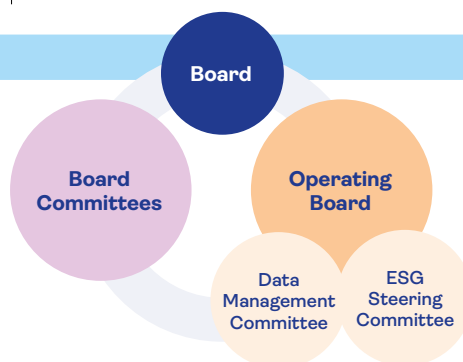 Board
Board
Committees
Operating
Board
Data
Management
Committee
ESG
Steering
Committee